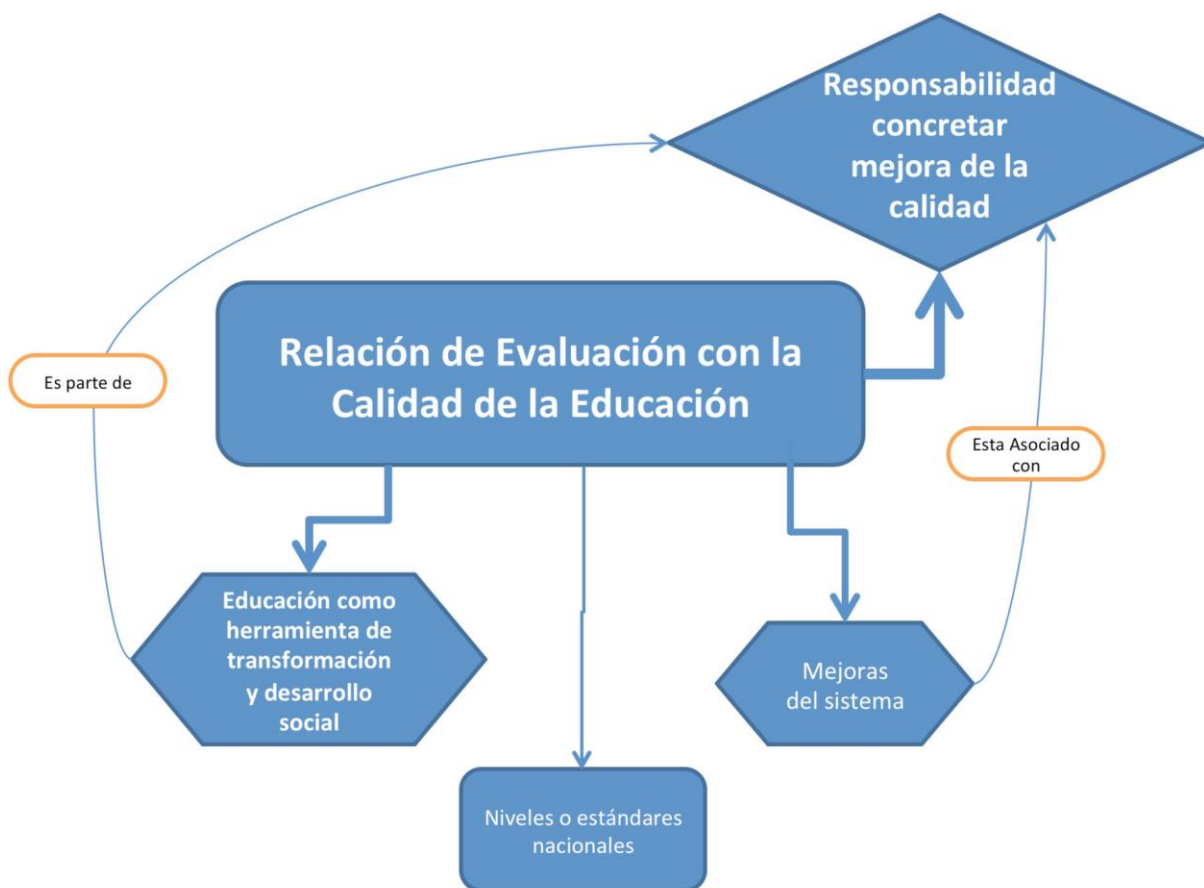 Responsabilidad
concretar
mejora de la
calidad
Relación de Evaluación con la
Calidad de la Educación
Es parte de
Esta Asociado
con
Educación como
herramienta de
transformación
y desarrollo
social
Mejoras
del sistema
Niveles o estándares
nacionales